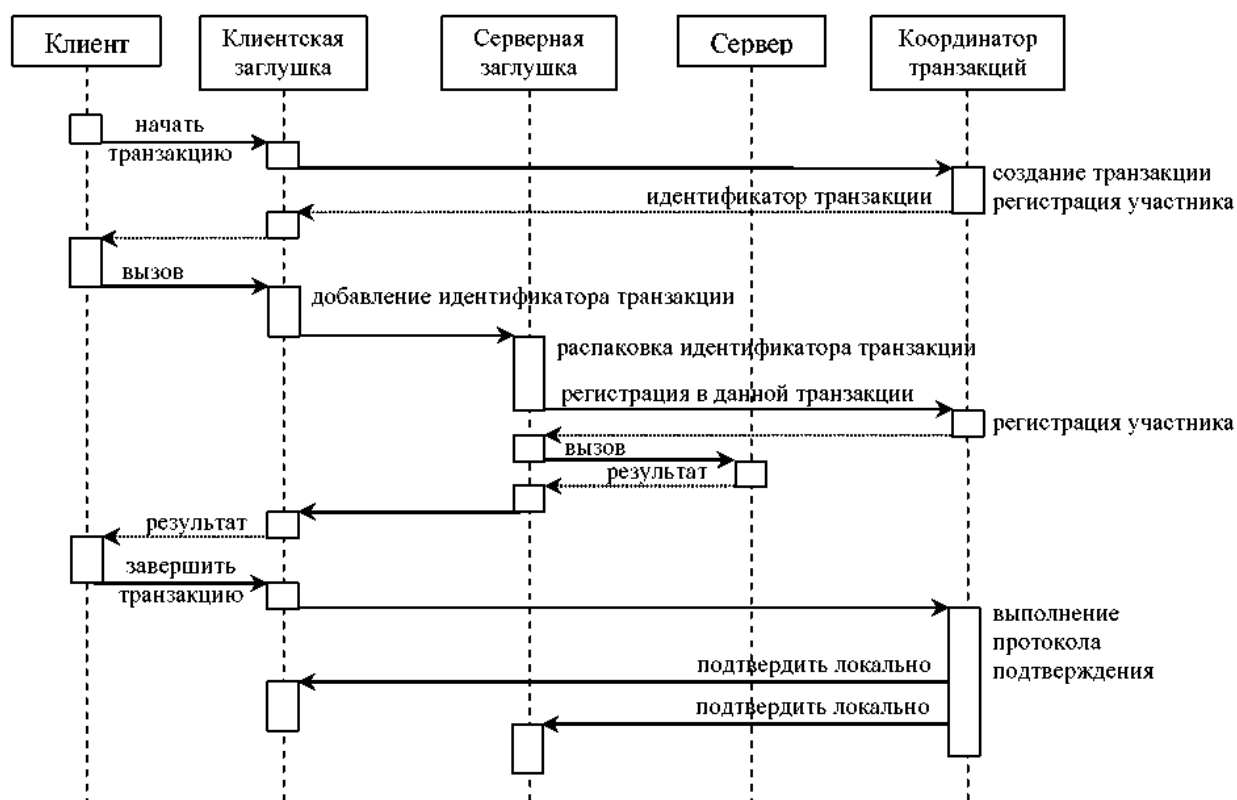 Клиент
Клиентская
заглушка
Серверная
заглушка
Сервер
Координатор
транзакций
начать
транзакцию
создание транзакции
идентификатор транзакции
регистрация участника
вызов
добавление идентификатора транзакции
распаковка идентификатора транзакции
регистрация в данной транзакции
регистрация участника
вызов
результат
результат
завершить
транзакцию
выполнение
протокола
подтверждения
подтвердить локально
подтвердить локально